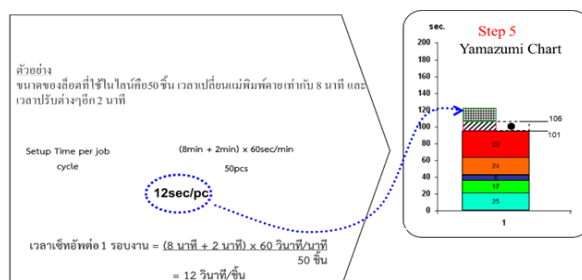 ตัวอย่าง
ขนาดของล็อตที่ใช้ในไลน์คือ50 ชิ้น เวลาเปลี่ยนแม่พิมพ์ดายเท่ากับ 8 นาที และ
เวลาปรับต่างๆอีก 2 นาที
Setup Time per job
cycle
(8min + 2min) x 60sec/min
50pcs
12sec/pc
เวลาเซ็ทอัพต่อ 1 รอบงาน = (8 นาที + 2 นาที) x 60 วินาที/นาที
50 ชิ้น
= 12 วินาที/ชิ้น
sec.
Step 5
Yamazumi Chart
200
180
160
140
120
100
80
60
40
20
0
106
101
29
24
17
25
1